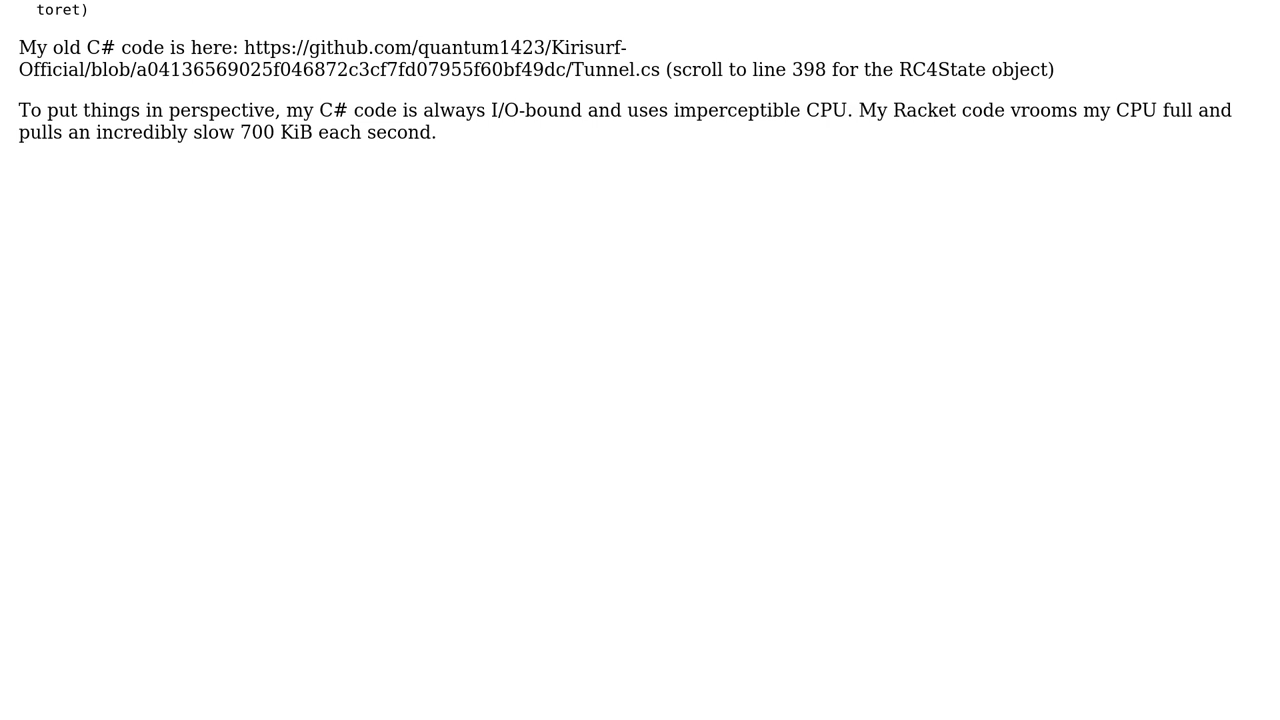 toret)
My old C# code is here: https://github.com/quantum1423/Kirisurf-
Official/blob/a04136569025f046872c3cf7fd07955f60bf49dc/Tunnel.cs (scroll to line 398 for the RC4State object)
To put things in perspective, my C# code is always I/O-bound and uses imperceptible CPU. My Racket code vrooms my CPU full and
pulls an incredibly slow 700 KiB each second.